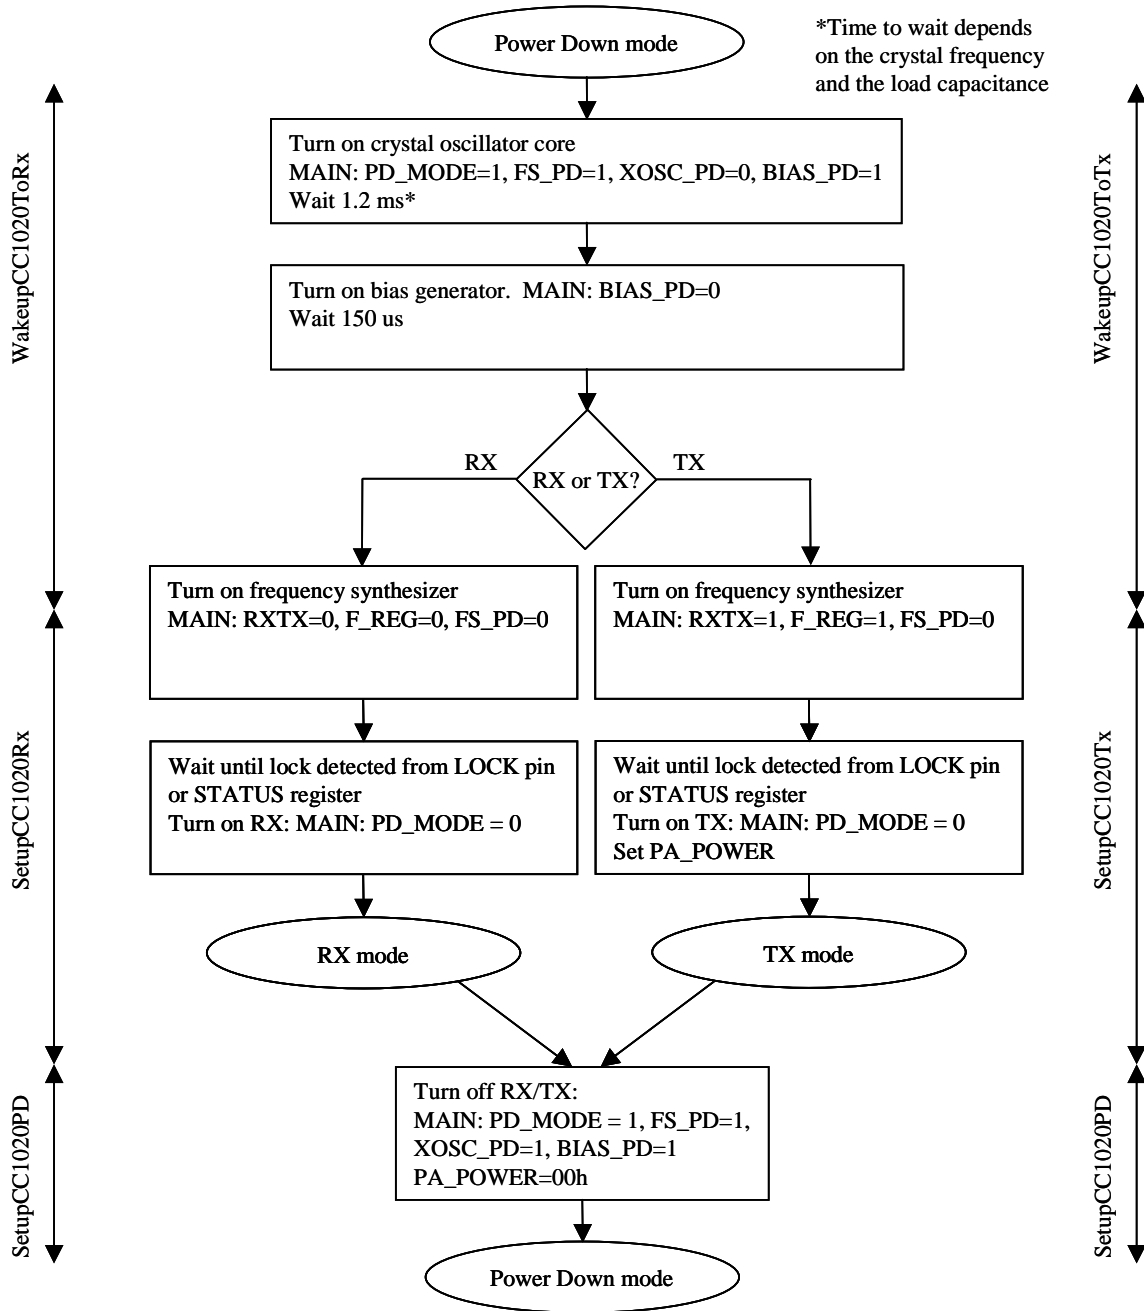 Power Down mode
*Time to wait depends
on the crystal frequency
and the load capacitance
WakeupCC1020ToRx
WakeupCC1020ToTx
Turn on crystal oscillator core
MAIN: PD_MODE=1, FS_PD=1, XOSC_PD=0, BIAS_PD=1
Wait 1.2 ms*
Turn on bias generator.  MAIN: BIAS_PD=0
Wait 150 us
RX
RX or TX?
TX
Turn on frequency synthesizer
MAIN: RXTX=0, F_REG=0, FS_PD=0
Turn on frequency synthesizer
MAIN: RXTX=1, F_REG=1, FS_PD=0
SetupCC1020Rx
SetupCC1020Tx
Wait until lock detected from LOCK pin
or STATUS register
Turn on RX: MAIN: PD_MODE = 0
Wait until lock detected from LOCK pin
or STATUS register
Turn on TX: MAIN: PD_MODE = 0
Set PA_POWER
RX mode
TX mode
SetupCC1020PD
SetupCC1020PD
Turn off RX/TX:
MAIN: PD_MODE = 1, FS_PD=1,
XOSC_PD=1, BIAS_PD=1
PA_POWER=00h
Power Down mode